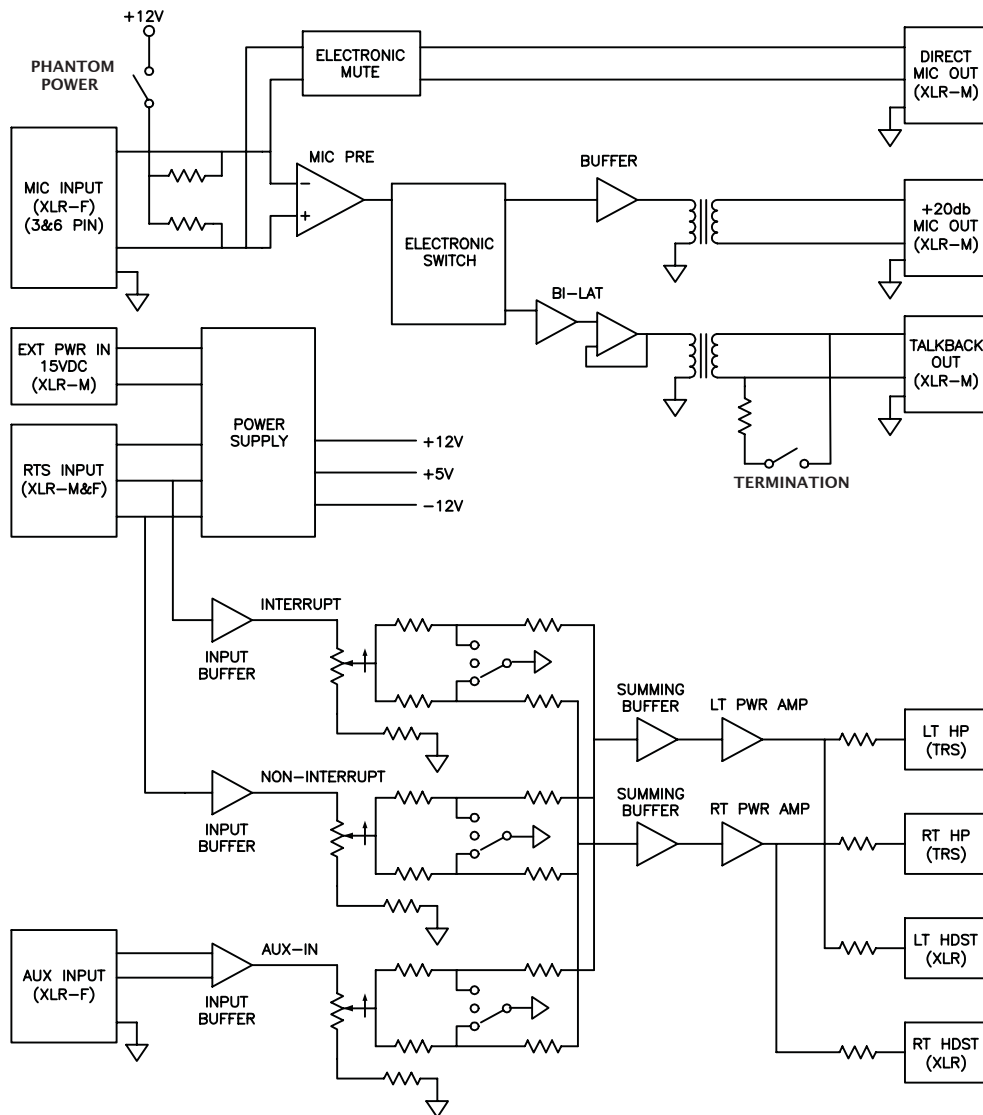 +12V
PHANTOM
POWER
ELECTRONIC
MUTE
DIRECT
MIC OUT
(XLR-M)
MIC INPUT
(XLR-F)
(3&6 PIN)
MIC PRE
−
+
ELECTRONIC
SWITCH
BUFFER
+20db
MIC OUT
(XLR-M)
BI-LAT
TALKBACK
OUT
(XLR-M)
TERMINATION
EXT PWR IN
15VDC
(XLR-M)
RTS INPUT
(XLR-M&F)
POWER
SUPPLY
+12V
+5V
-12V
INTERRUPT
INPUT
BUFFER
NON-INTERRUPT
INPUT
BUFFER
AUX INPUT
(XLR-F)
AUX-IN
INPUT
BUFFER
SUMMING
BUFFER
LT PWR AMP
SUMMING
BUFFER
RT PWR AMP
LT HP
(TRS)
RT HP
(TRS)
LT HDST
(XLR)
RT HDST
(XLR)